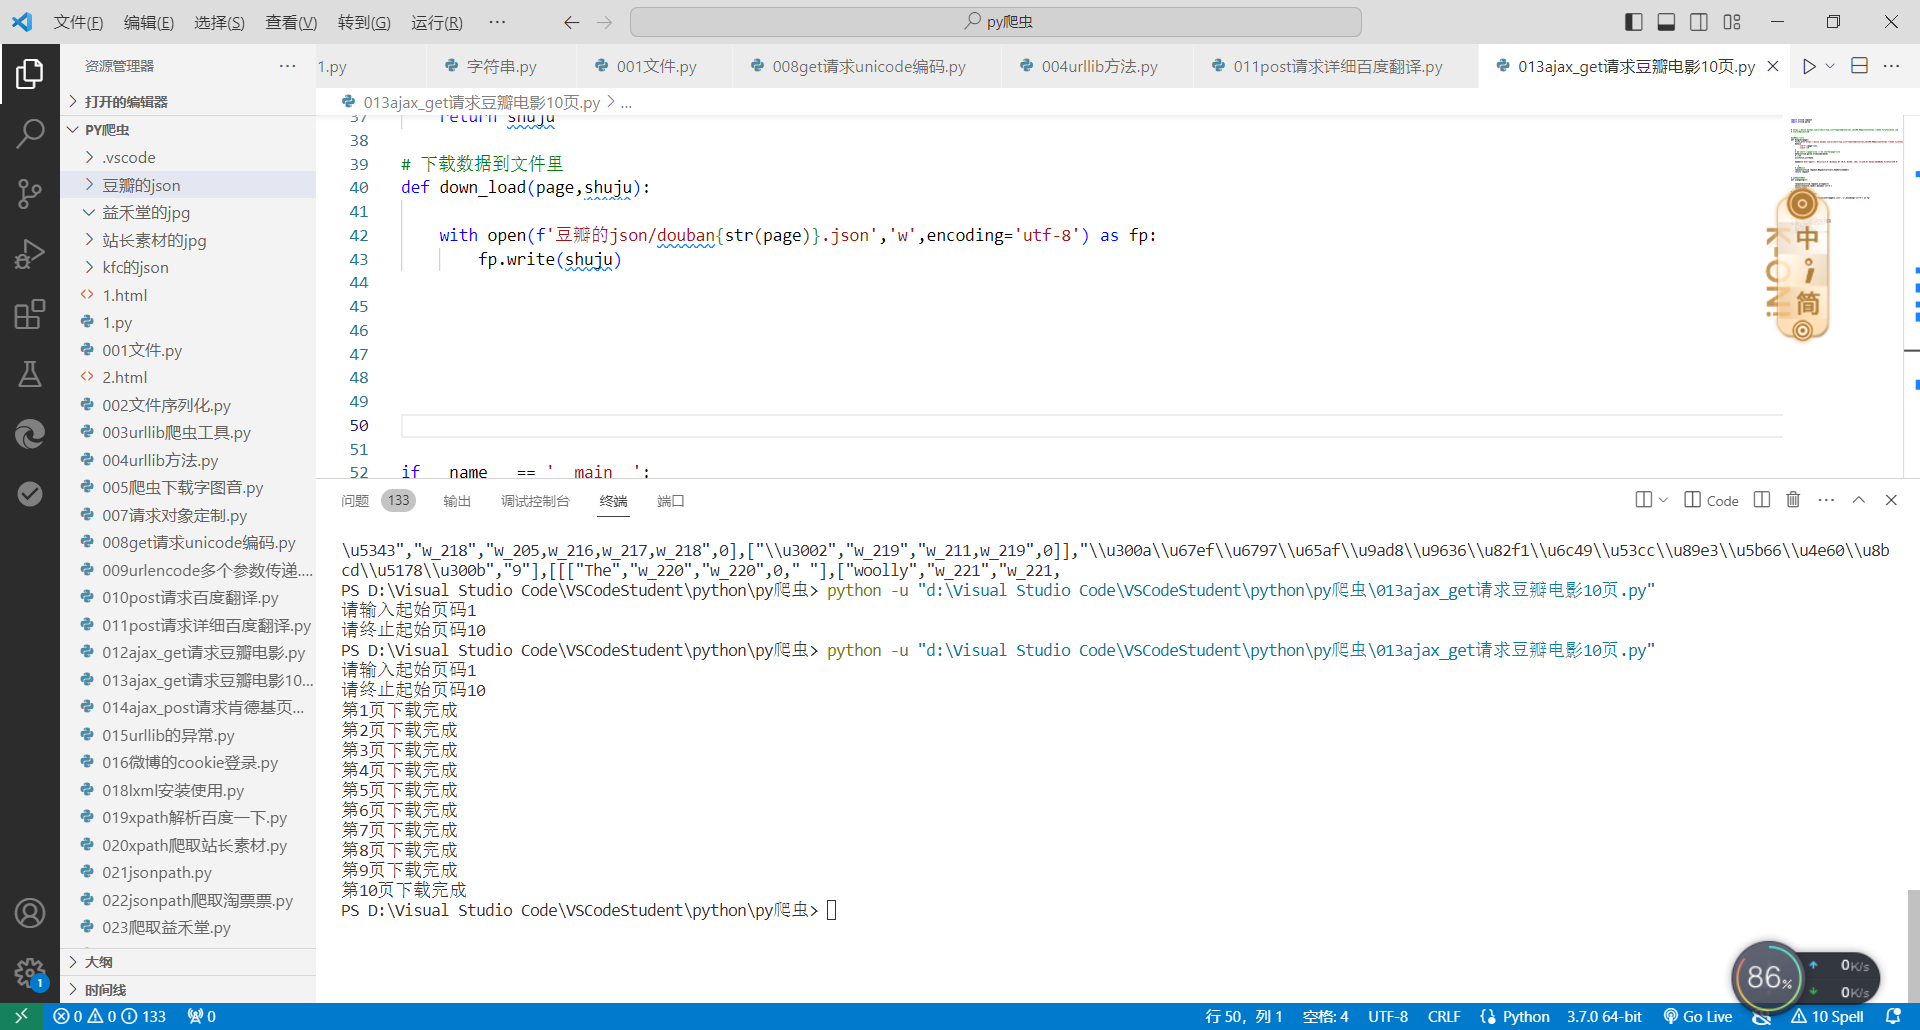 文件(F) 编辑(E) 选择(S) 查看(V) 转到(G) 运行(R) ··· py爬虫
资源管理器 ···
1.py 字符串.py 001文件.py 008get请求unicode编码.py 004urllib方法.py 011post请求详细百度翻译.py 013ajax_get请求豆瓣电影10页.py
打开的编辑器
PY爬虫
.vscode
豆瓣的json
益禾堂的jpg
站长素材的jpg
kfc的json
1.html
1.py
001文件.py
2.html
002文件序列化.py
003urllib爬虫工具.py
004urllib方法.py
005爬虫下载字图音.py
007请求对象定制.py
008get请求unicode编码.py
009urlencode多个参数传递....
010post请求百度翻译.py
011post请求详细百度翻译.py
012ajax_get请求豆瓣电影.py
013ajax_get请求豆瓣电影10...
014ajax_post请求肯德基页...
015urllib的异常.py
016微博的cookie登录.py
018lxml安装使用.py
019xpath解析百度一下.py
020xpath爬取站长素材.py
021jsonpath.py
022jsonpath爬取淘票票.py
023爬取益禾堂.py
大纲
时间线
013ajax_get请求豆瓣电影10页.py > ...
37 return shuju
38
39 # 下载数据到文件里
40 def down_load(page,shuju):
41
42 with open(f'豆瓣的json/douban{str(page)}.json','w',encoding='utf-8') as fp:
43 fp.write(shuju)
44
45
46
47
48
49
50
51
52 if __name__ == '__main__':
K-ON! 中 i 简
问题 133 输出 调试控制台 终端 端口 Code
\u5343","w_218","w_205,w_216,w_217,w_218",0],["\\u3002","w_219","w_211,w_219",0]],"\\u300a\\u67ef\\u6797\\u65af\\u9ad8\\u9636\\u82f1\\u6c49\\u53cc\\u89e3\\u5b66\\u4e60\\u8b
cd\\u5178\\u300b","9"],[[["The","w_220","w_220",0," "],["woolly","w_221","w_221,
PS D:\Visual Studio Code\VSCodeStudent\python\py爬虫> python -u "d:\Visual Studio Code\VSCodeStudent\python\py爬虫\013ajax_get请求豆瓣电影10页.py"
请输入起始页码1
请终止起始页码10
PS D:\Visual Studio Code\VSCodeStudent\python\py爬虫> python -u "d:\Visual Studio Code\VSCodeStudent\python\py爬虫\013ajax_get请求豆瓣电影10页.py"
请输入起始页码1
请终止起始页码10
第1页下载完成
第2页下载完成
第3页下载完成
第4页下载完成
第5页下载完成
第6页下载完成
第7页下载完成
第8页下载完成
第9页下载完成
第10页下载完成
PS D:\Visual Studio Code\VSCodeStudent\python\py爬虫>
86% 0K/s
0K/s
1
0 0 133 0 行 50，列 1 空格: 4 UTF-8 CRLF Python 3.7.0 64-bit Go Live 10 Spell